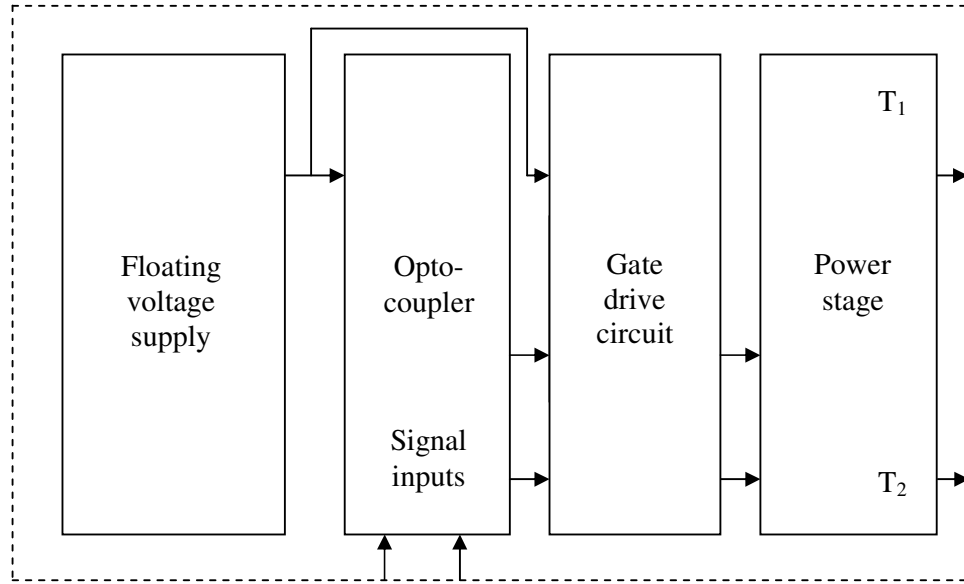 Floating
voltage
supply
Opto-
coupler
Signal
inputs
Gate
drive
circuit
T₁
Power
stage
T₂